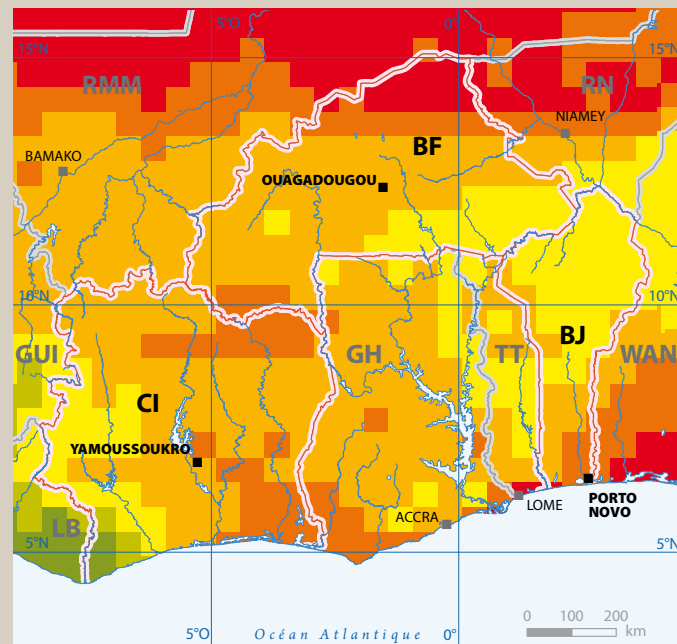 5°O
0°
15°N
15°N
RMM
RN
NIAMEY
BF
BAMAKO
OUAGADOUGOU
10°N
10°N
GUI
GH
TT
BJ
WAN
CI
YAMOUSSOUKRO
LB
ACCRA
LOME
PORTO
NOVO
5°N
5°N
5°O
Océan Atlantique
0°
0 100 200
km